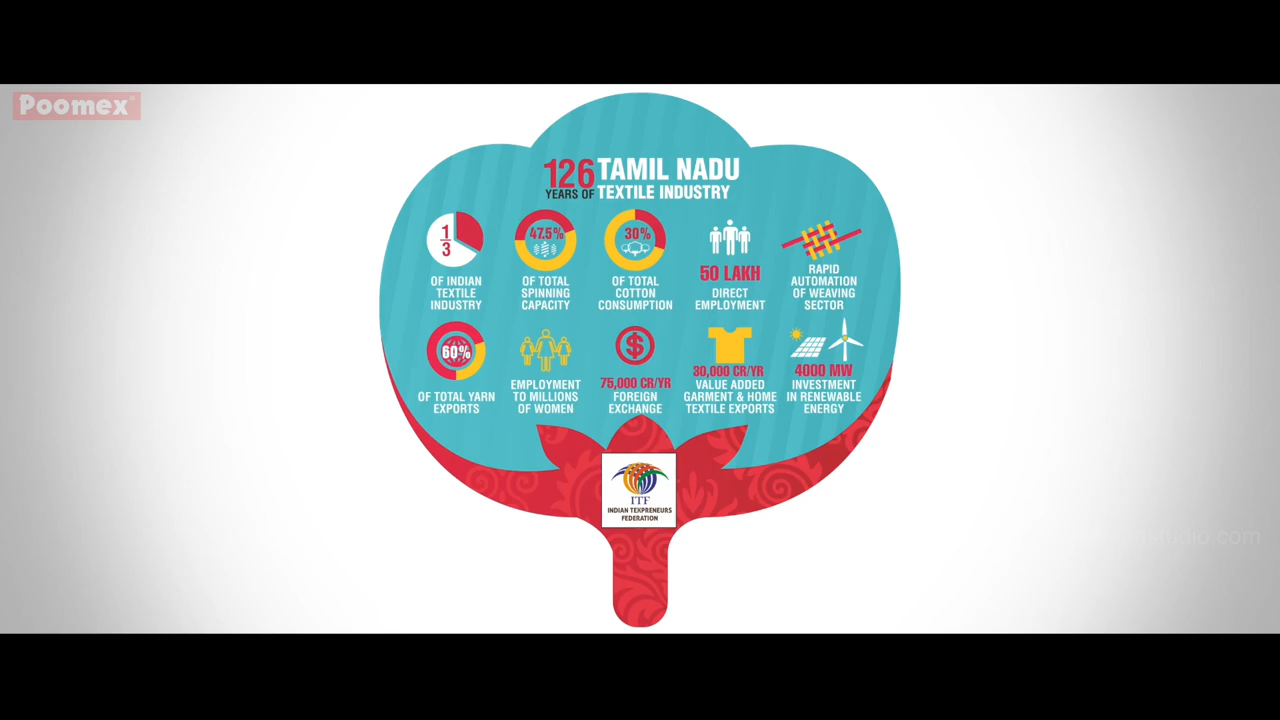 Poomex
126 TAMIL NADU
YEARS OF TEXTILE INDUSTRY
1
3
OF INDIAN
TEXTILE
INDUSTRY
47.5%
OF TOTAL
SPINNING
CAPACITY
30%
OF TOTAL
COTTON
CONSUMPTION
50 LAKH
DIRECT
EMPLOYMENT
RAPID
AUTOMATION
OF WEAVING
SECTOR
60%
OF TOTAL YARN
EXPORTS
EMPLOYMENT
TO MILLIONS
OF WOMEN
$
75,000 CR/YR
FOREIGN
EXCHANGE
30,000 CR/YR
VALUE ADDED
GARMENT & HOME
TEXTILE EXPORTS
4000 MW
INVESTMENT
IN RENEWABLE
ENERGY
ITF
INDIAN TEXPRENEURS
FEDERATION